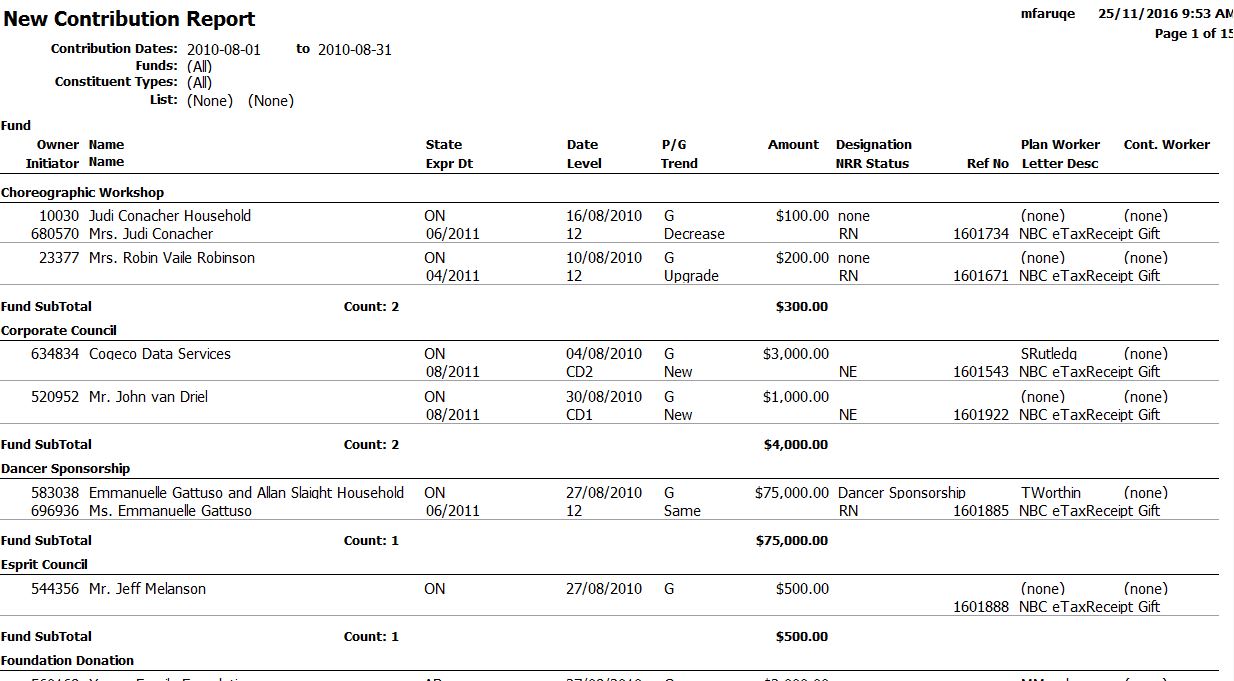 New Contribution Report mfaruqe 25/11/2016 9:53 AM
Page 1 of 15
Contribution Dates: 2010-08-01 to 2010-08-31
Funds: (All)
Constituent Types: (All)
List: (None) (None)
Fund
Owner Name State Date P/G Amount Designation Plan Worker Cont. Worker
Initiator Name Expr Dt Level Trend NRR Status Ref No Letter Desc
Choreographic Workshop
10030 Judi Conacher Household ON 16/08/2010 G $100.00 none (none) (none)
680570 Mrs. Judi Conacher 06/2011 12 Decrease RN 1601734 NBC eTaxReceipt Gift
23377 Mrs. Robin Vaile Robinson ON 10/08/2010 G $200.00 none (none) (none)
04/2011 12 Upgrade RN 1601671 NBC eTaxReceipt Gift
Fund SubTotal Count: 2 $300.00
Corporate Council
634834 Cogeco Data Services ON 04/08/2010 G $3,000.00 SRutledg (none)
08/2011 CD2 New NE 1601543 NBC eTaxReceipt Gift
520952 Mr. John van Driel ON 30/08/2010 G $1,000.00 (none) (none)
08/2011 CD1 New NE 1601922 NBC eTaxReceipt Gift
Fund SubTotal Count: 2 $4,000.00
Dancer Sponsorship
583038 Emmanuelle Gattuso and Allan Slaight Household ON 27/08/2010 G $75,000.00 Dancer Sponsorship TWorthin (none)
696936 Ms. Emmanuelle Gattuso 06/2011 12 Same RN 1601885 NBC eTaxReceipt Gift
Fund SubTotal Count: 1 $75,000.00
Esprit Council
544356 Mr. Jeff Melanson ON 27/08/2010 G $500.00 (none) (none)
1601888 NBC eTaxReceipt Gift
Fund SubTotal Count: 1 $500.00
Foundation Donation